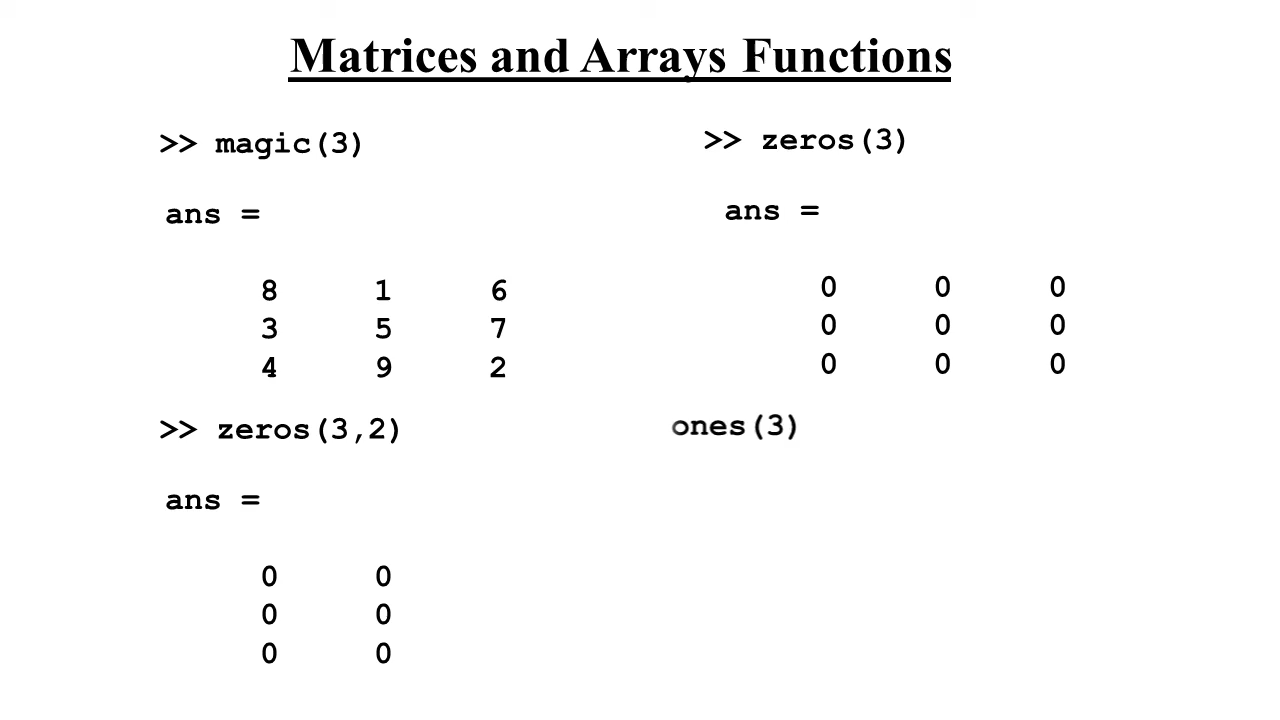 Matrices and Arrays Functions
>> magic(3)
ans =
8 1 6
3 5 7
4 9 2
>> zeros(3)
ans =
0 0 0
0 0 0
0 0 0
>> zeros(3,2)
ans =
0 0
0 0
0 0
ones(3)